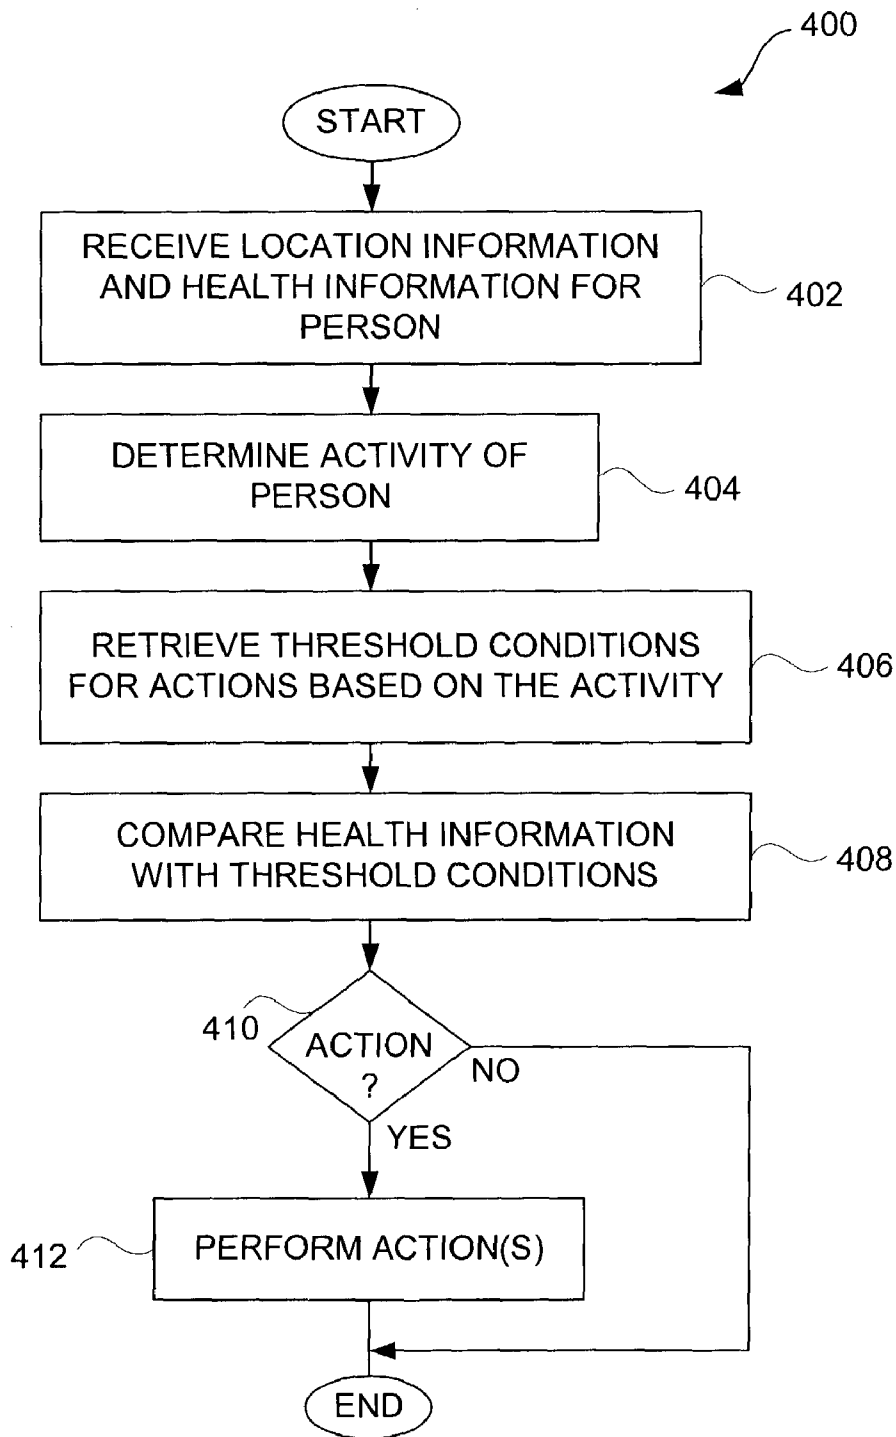 400
START
RECEIVE LOCATION INFORMATION
AND HEALTH INFORMATION FOR
PERSON
402
DETERMINE ACTIVITY OF
PERSON
404
RETRIEVE THRESHOLD CONDITIONS
FOR ACTIONS BASED ON THE ACTIVITY
406
COMPARE HEALTH INFORMATION
WITH THRESHOLD CONDITIONS
408
410
ACTION
?
NO
YES
412
PERFORM ACTION(S)
END